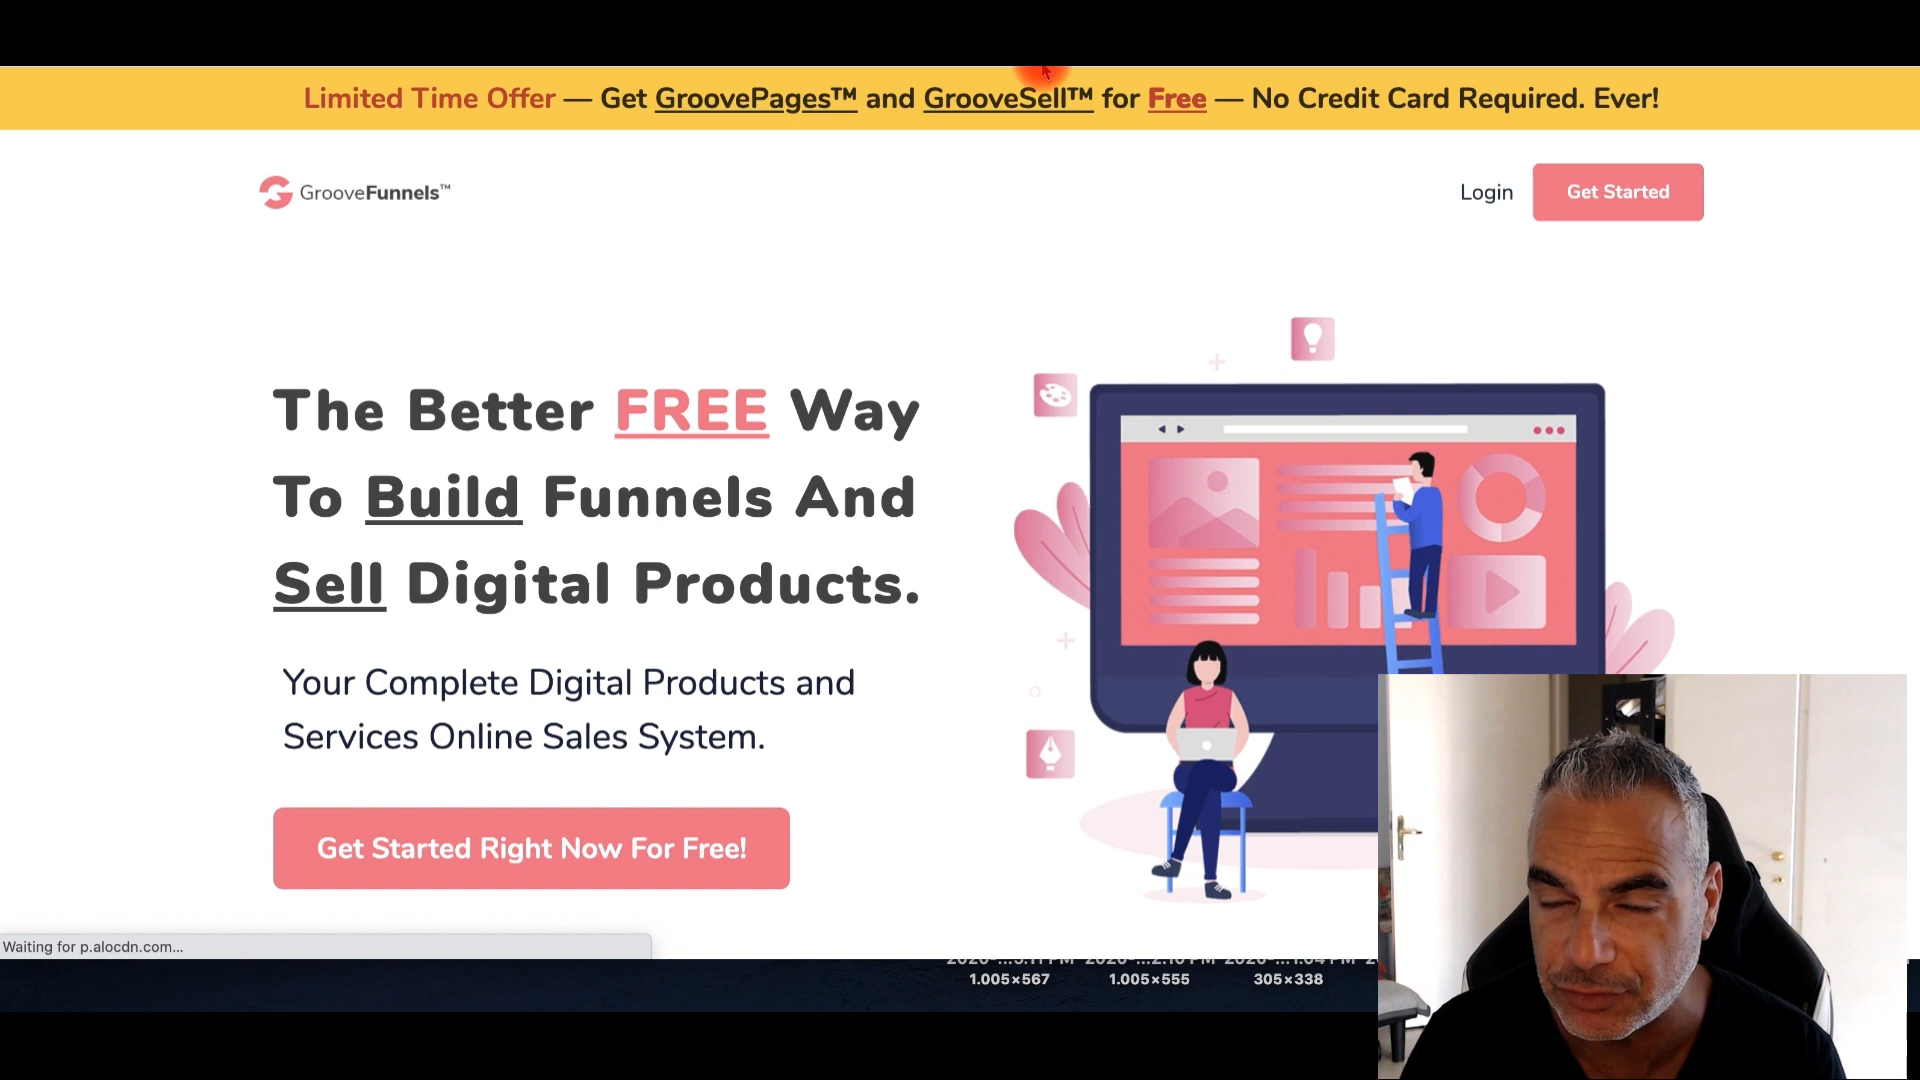 Limited Time Offer — Get GroovePages™ and GrooveSell™ for Free — No Credit Card Required. Ever!
GrooveFunnels™
Login
Get Started
The Better FREE Way
To Build Funnels And
Sell Digital Products.
Your Complete Digital Products and
Services Online Sales System.
Get Started Right Now For Free!
Waiting for p.alocdn.com...
1.005×567 1.005×555 305×338